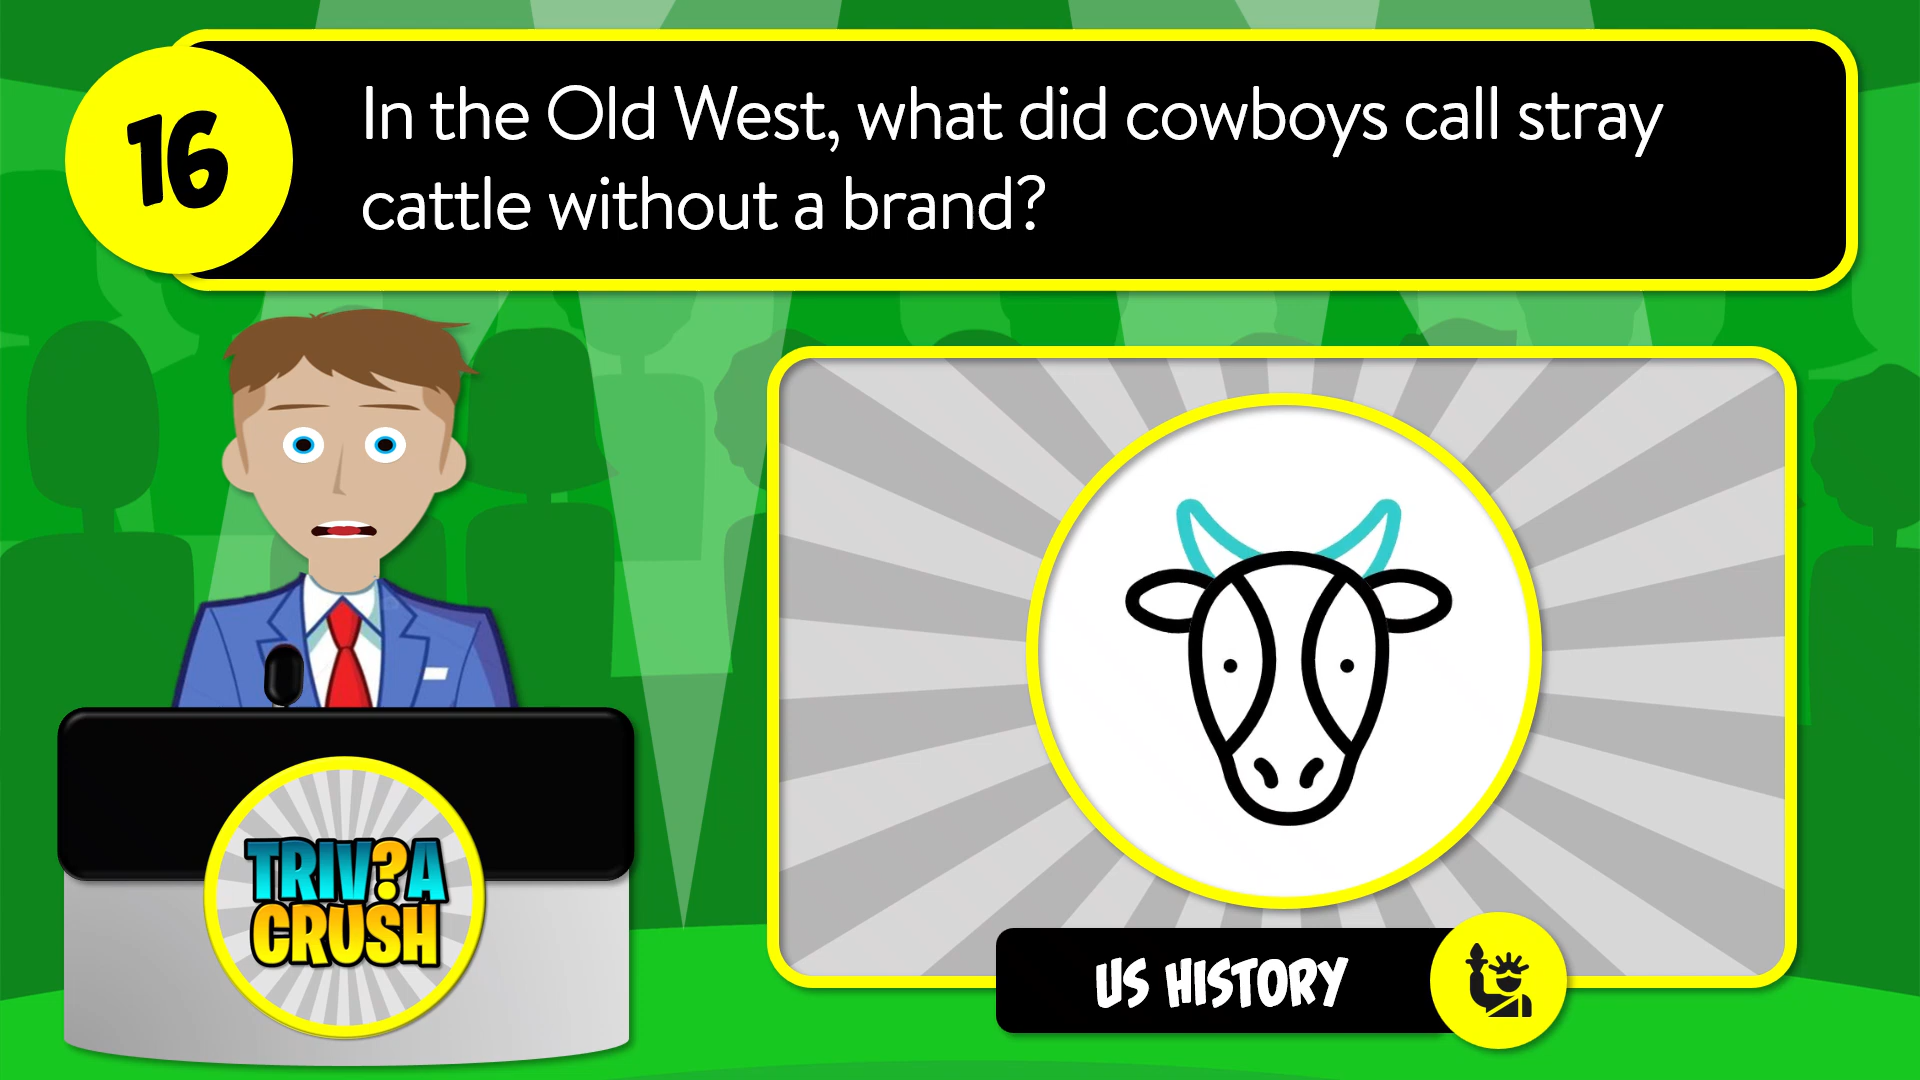 16
In the Old West, what did cowboys call stray
cattle without a brand?
TRIV?A
CRUSH
US HISTORY